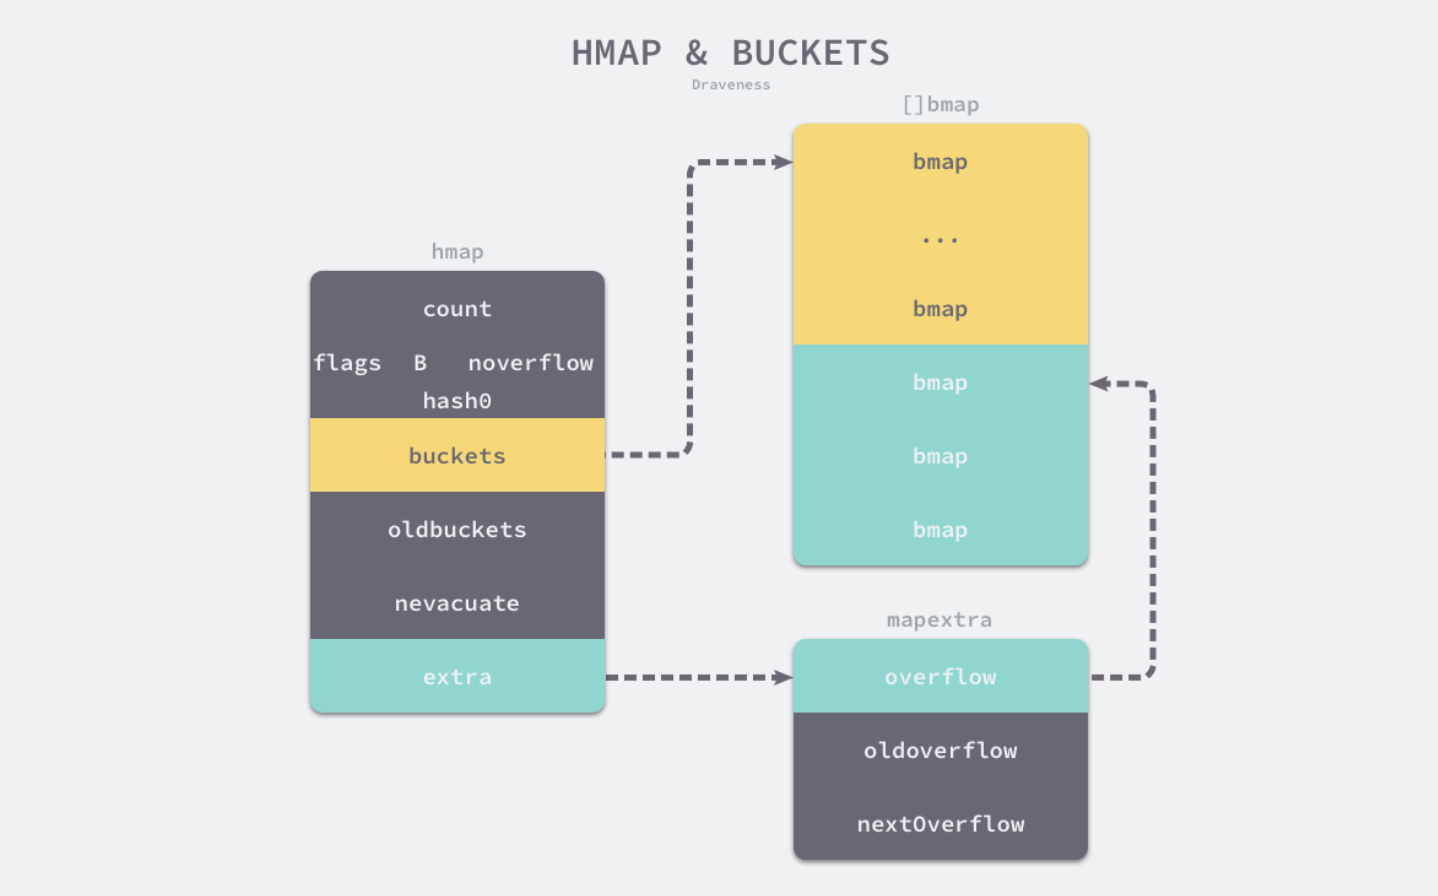 HMAP & BUCKETS
Draveness
[]bmap
bmap
...
bmap
bmap
bmap
bmap
hmap
count
flags B noverflow
hash0
buckets
oldbuckets
nevacuate
extra
mapextra
overflow
oldoverflow
nextOverflow